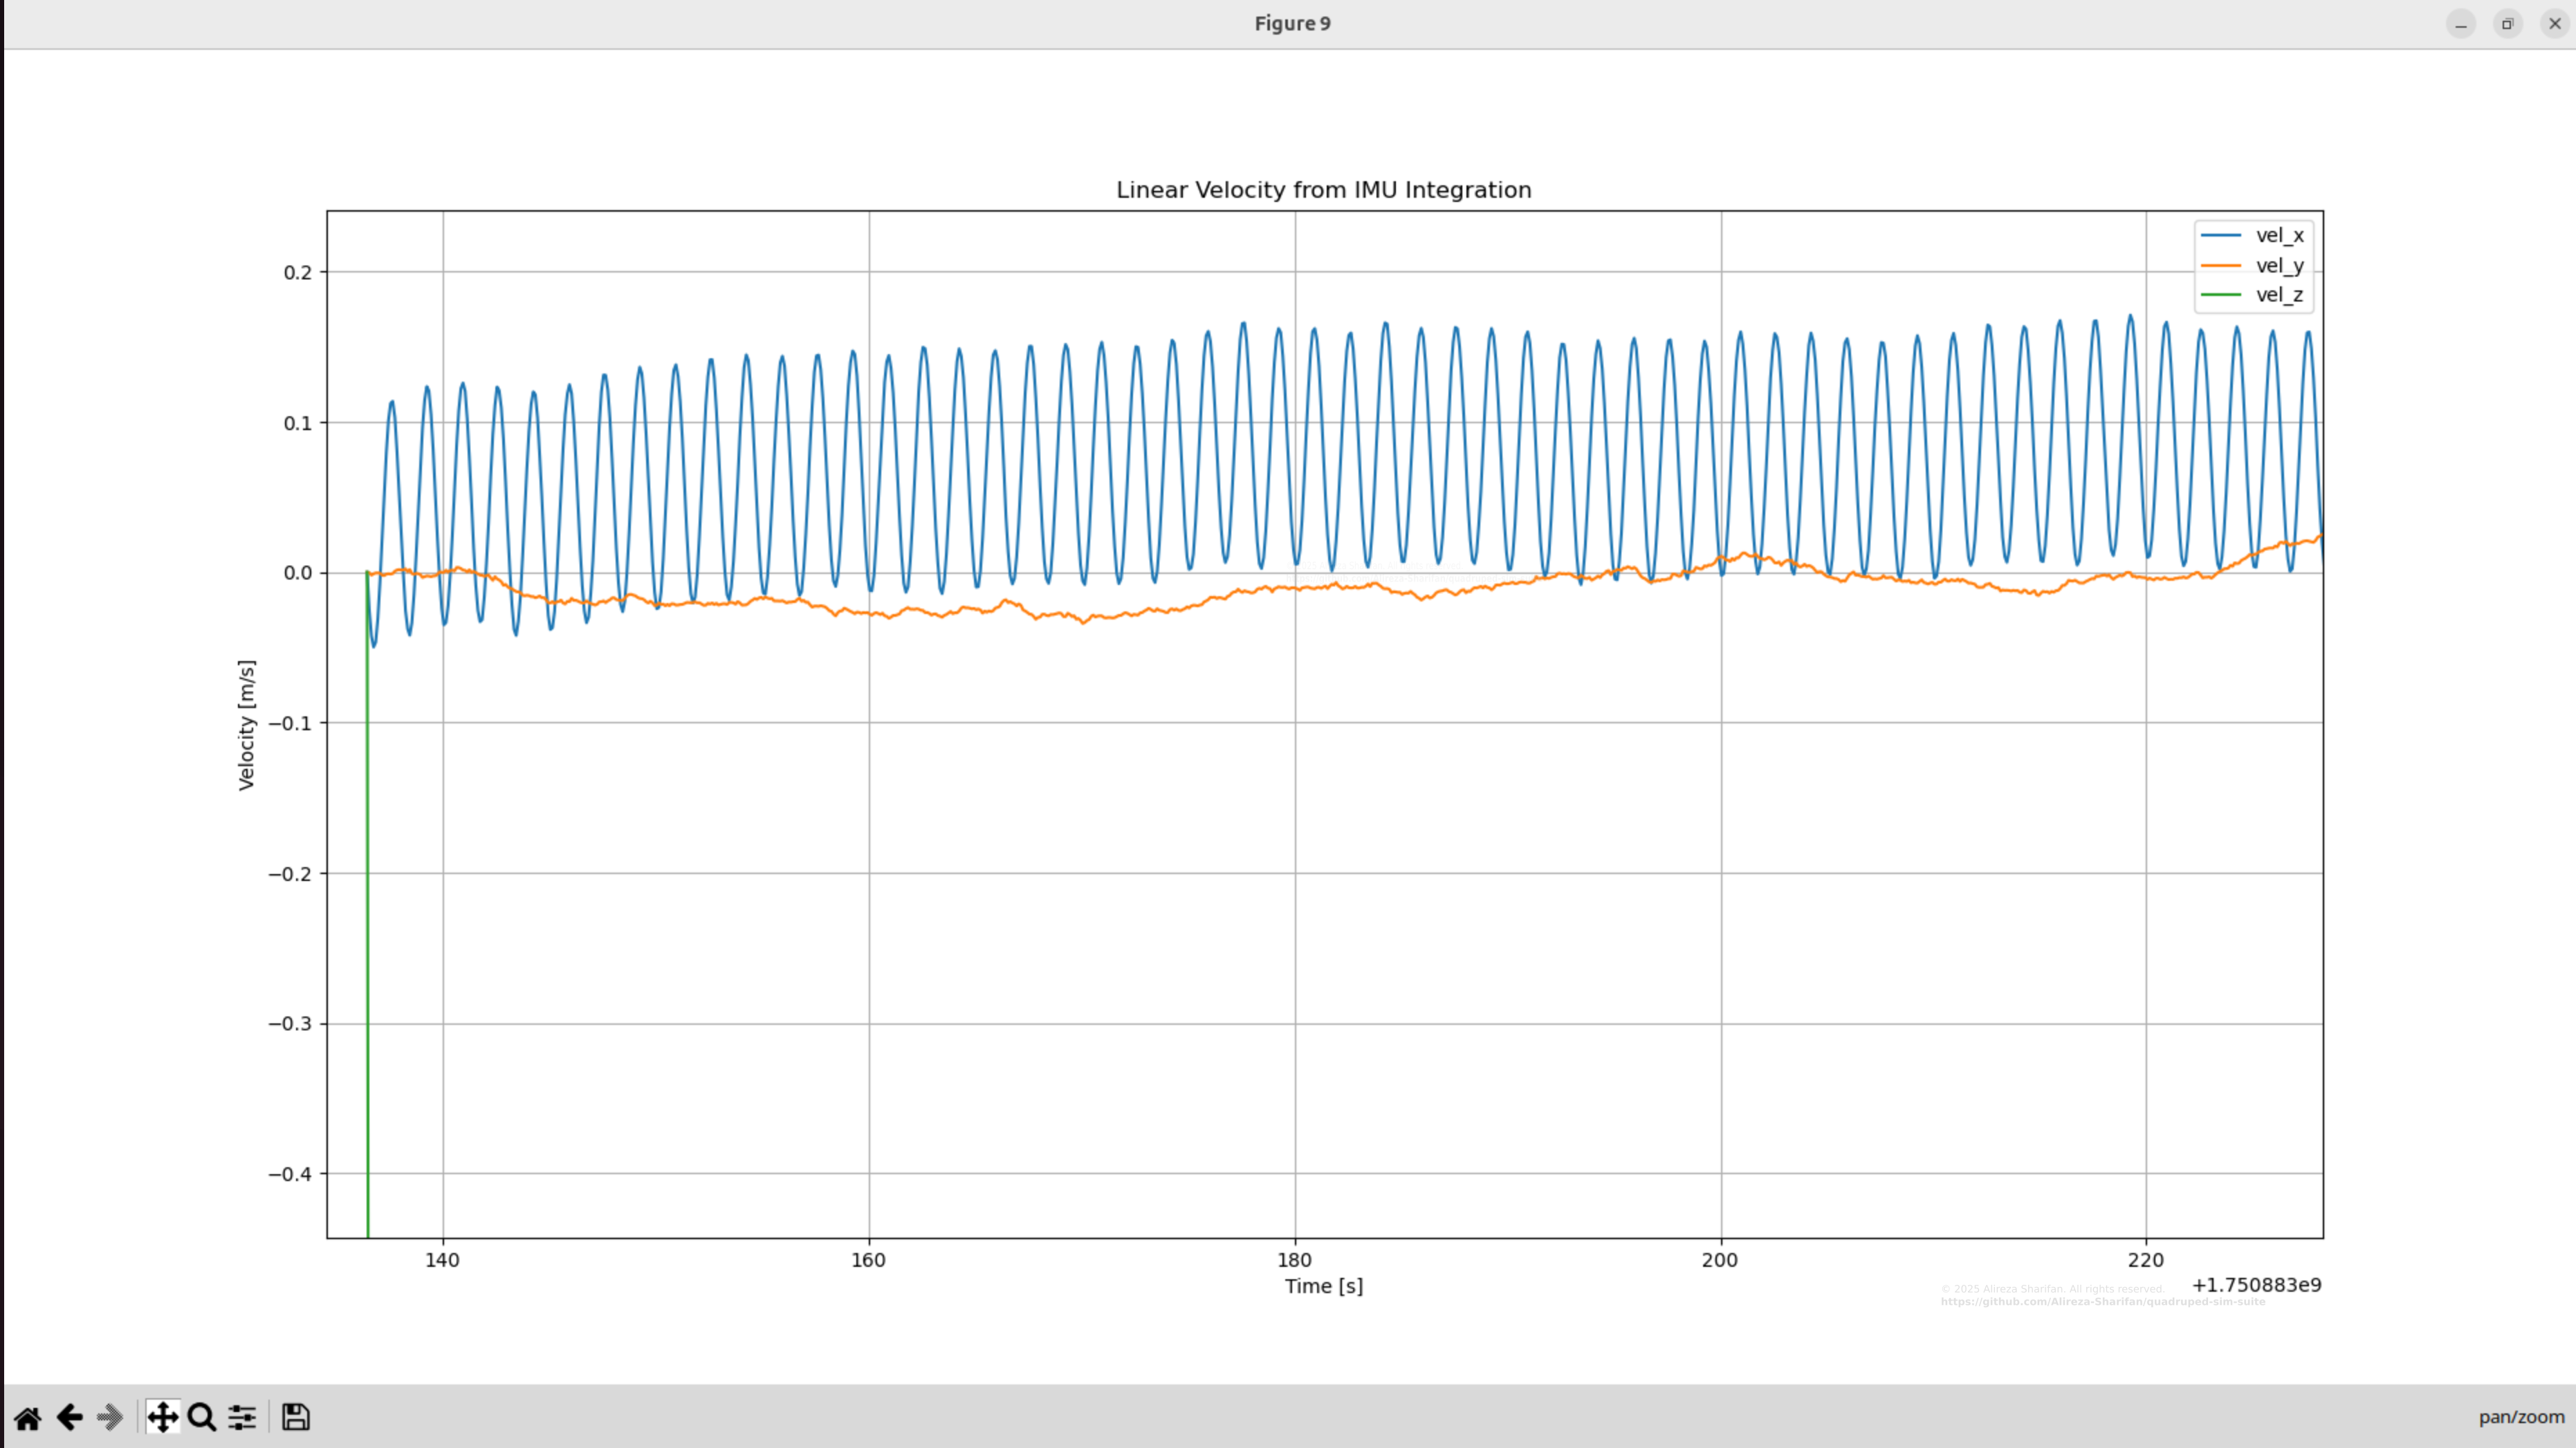 Figure 9
Linear Velocity from IMU Integration
vel_x
vel_y
vel_z
0.2
0.1
0.0
−0.1
−0.2
−0.3
−0.4
Velocity [m/s]
140
160
180
200
220
Time [s]
+1.750883e9
© 2025 Alireza Sharifan. All rights reserved.
https://github.com/Alireza-Sharifan/quadruped-sim-suite
pan/zoom